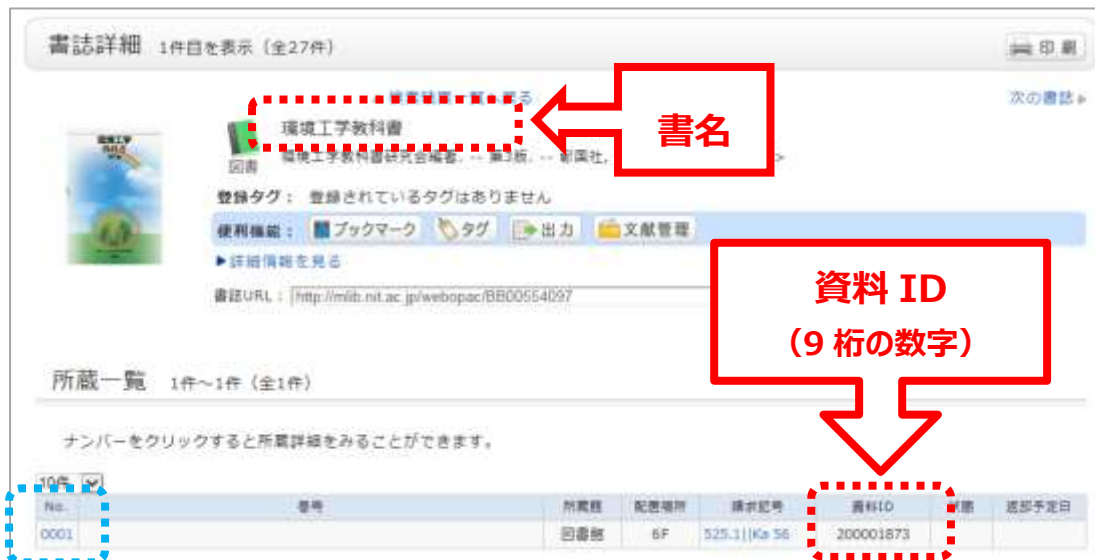 書誌詳細 1件目を表示 (全27件)
印刷
次の書誌▶
書名
環境工学教科書
環境工学教科書研究会編著. -- 第3版. -- 彰国社,
図書
登録タグ: 登録されているタグはありません
便利機能: ブックマーク タグ 出力 文献管理
▶詳細情報を見る
書誌URL: http://mlib.nit.ac.jp/webopac/BB00554097
資料 ID
(9 桁の数字)
所蔵一覧 1件~1件 (全1件)
ナンバーをクリックすると所蔵詳細をみることができます。
10件
No. 巻号 所蔵館 配置場所 請求記号 資料ID 状態 返却予定日
0001 図書館 6F 525.1||Ka 56 200001873